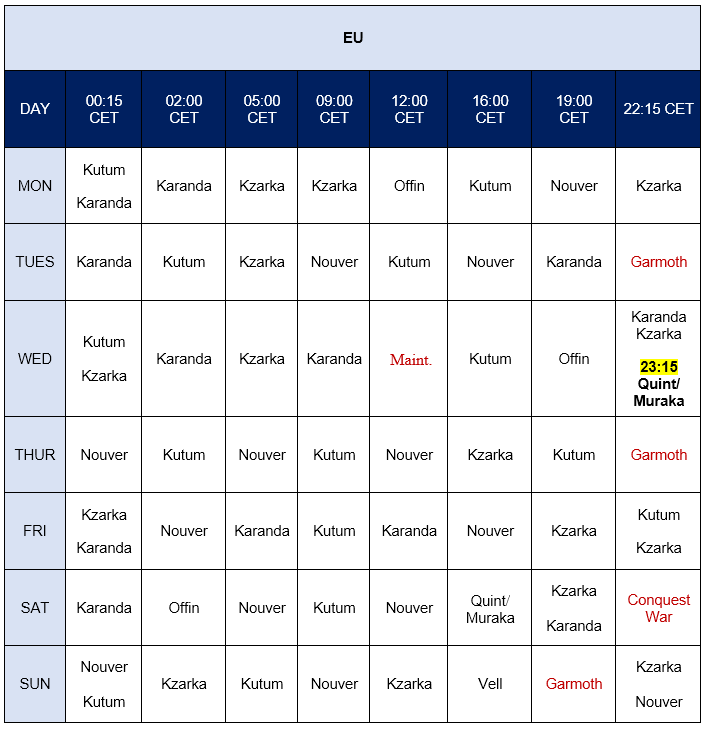 EU
DAY 00:15 CET 02:00 CET 05:00 CET 09:00 CET 12:00 CET 16:00 CET 19:00 CET 22:15 CET
MON Kutum Karanda Karanda Kzarka Kzarka Offin Kutum Nouver Kzarka
TUES Karanda Kutum Kzarka Nouver Kutum Nouver Karanda Garmoth
WED Kutum Kzarka Karanda Kzarka Karanda Maint. Kutum Offin Karanda Kzarka 23:15 Quint/ Muraka
THUR Nouver Kutum Nouver Kutum Nouver Kzarka Kutum Garmoth
FRI Kzarka Karanda Nouver Karanda Kutum Karanda Nouver Kzarka Kutum Kzarka
SAT Karanda Offin Nouver Kutum Nouver Quint/ Muraka Kzarka Karanda Conquest War
SUN Nouver Kutum Kzarka Kutum Nouver Kzarka Vell Garmoth Kzarka Nouver